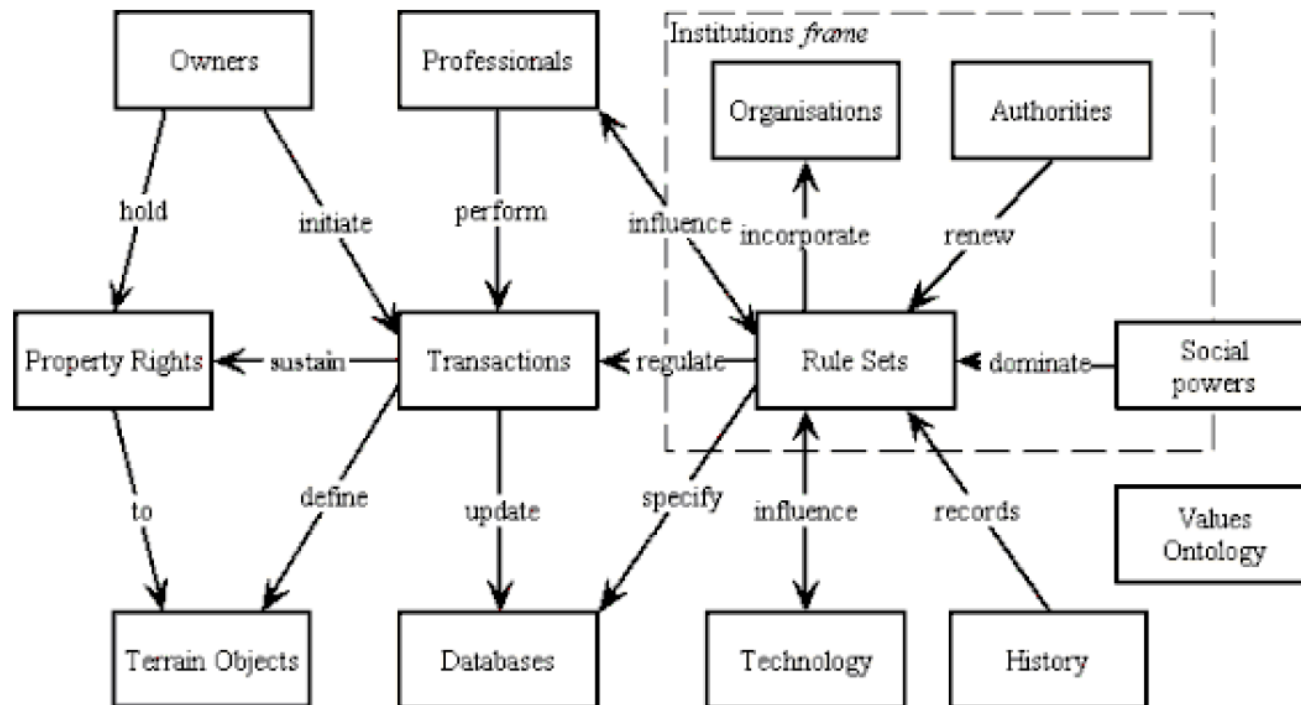 Institutions frame
Owners
Professionals
Organisations
Authorities
hold
initiate
perform
influence
incorporate
renew
Property Rights
sustain
Transactions
regulate
Rule Sets
dominate
Social
powers
to
define
update
specify
influence
records
Values
Ontology
Terrain Objects
Databases
Technology
History